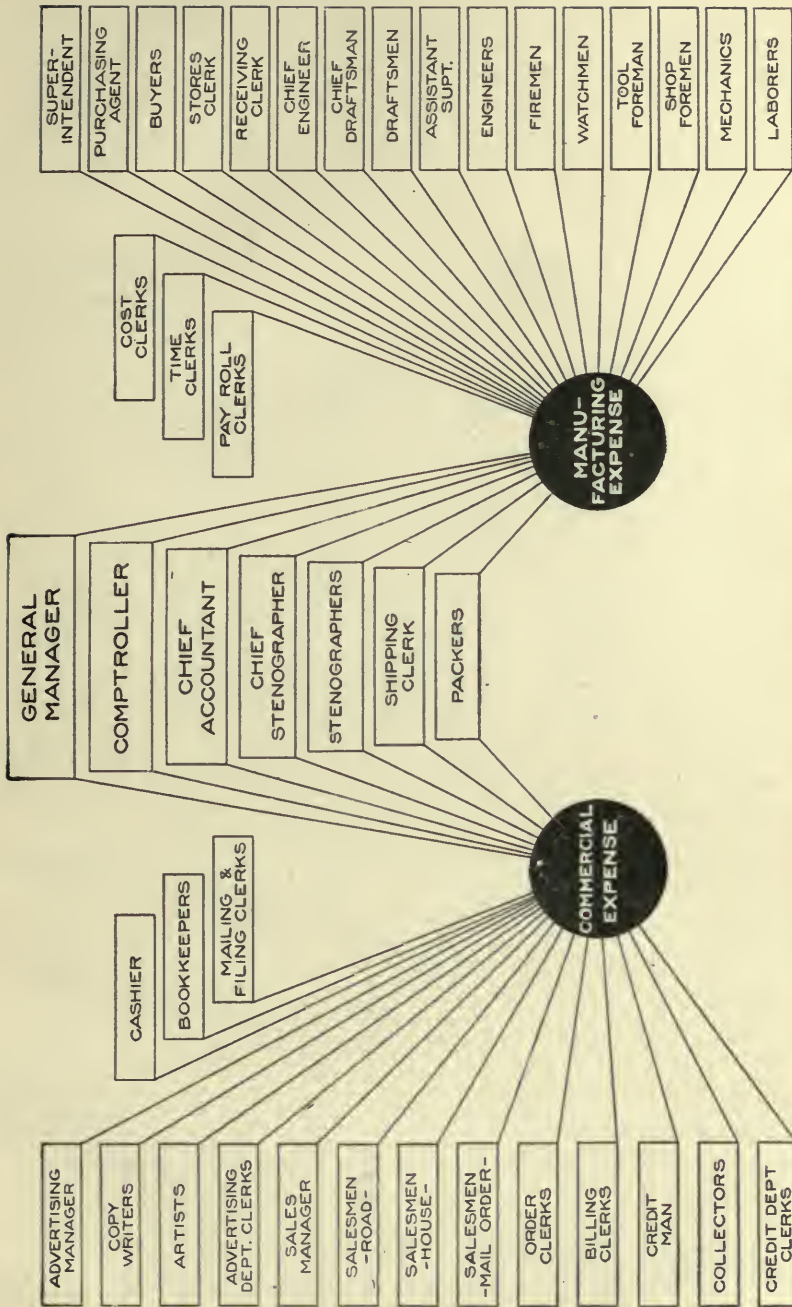 GENERAL
MANAGER
COMPTROLLER
CHIEF
ACCOUNTANT
CHIEF
STENOGRAPHER
STENOGRAPHERS
SHIPPING
CLERK
PACKERS
CASHIER
BOOKKEEPERS
MAILING &
FILING CLERKS
COST
CLERKS
TIME
CLERKS
PAY ROLL
CLERKS
ADVERTISING
MANAGER
COPY
WRITERS
ARTISTS
ADVERTISING
DEPT. CLERKS
SALES
MANAGER
SALESMEN
-ROAD-
SALESMEN
-HOUSE-
SALESMEN
-MAIL ORDER-
ORDER
CLERKS
BILLING
CLERKS
CREDIT
MAN
COLLECTORS
CREDIT DEPT
CLERKS
COMMERCIAL
EXPENSE
MANU-
FACTURING
EXPENSE
SUPER-
INTENDENT
PURCHASING
AGENT
BUYERS
STORES
CLERK
RECEIVING
CLERK
CHIEF
ENGINEER
CHIEF
DRAFTSMAN
DRAFTSMEN
ASSISTANT
SUPT.
ENGINEERS
FIREMEN
WATCHMEN
TOOL
FOREMAN
SHOP
FOREMEN
MECHANICS
LABORERS